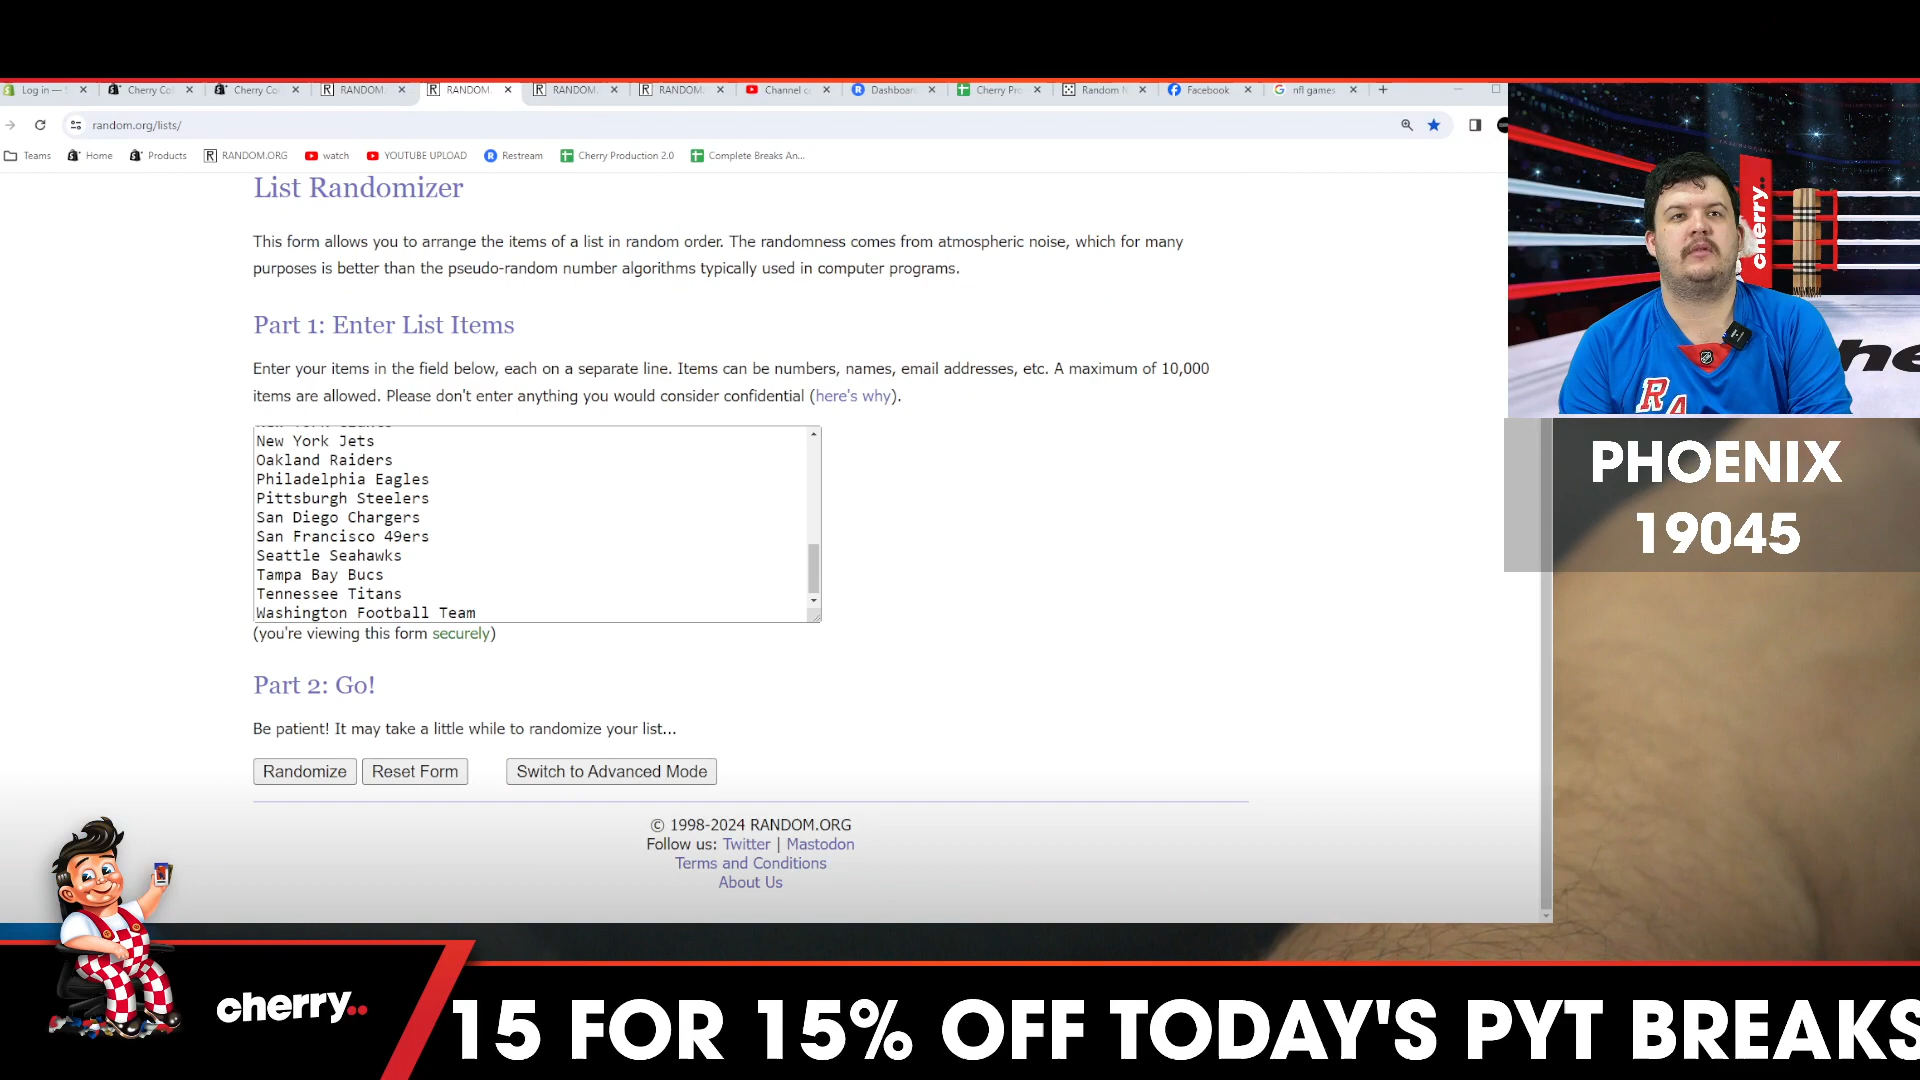 Log in —
Cherry Co
Cherry Co
RANDOM.
RANDOM.
RANDOM.
RANDOM.
Channel c
Dashboar
Cherry Pro
Random N
Facebook
nfl games
random.org/lists/
Teams
Home
Products
RANDOM.ORG
watch
YOUTUBE UPLOAD
Restream
Cherry Production 2.0
Complete Breaks An...
List Randomizer
This form allows you to arrange the items of a list in random order. The randomness comes from atmospheric noise, which for many
purposes is better than the pseudo-random number algorithms typically used in computer programs.
Part 1: Enter List Items
Enter your items in the field below, each on a separate line. Items can be numbers, names, email addresses, etc. A maximum of 10,000
items are allowed. Please don't enter anything you would consider confidential (here's why).
New York Jets
Oakland Raiders
Philadelphia Eagles
Pittsburgh Steelers
San Diego Chargers
San Francisco 49ers
Seattle Seahawks
Tampa Bay Bucs
Tennessee Titans
Washington Football Team
(you're viewing this form securely)
Part 2: Go!
Be patient! It may take a little while to randomize your list...
Randomize
Reset Form
Switch to Advanced Mode
© 1998-2024 RANDOM.ORG
Follow us: Twitter | Mastodon
Terms and Conditions
About Us
cherry..
RA
PHOENIX
19045
cherry..
15 FOR 15% OFF TODAY'S PYT BREAKS